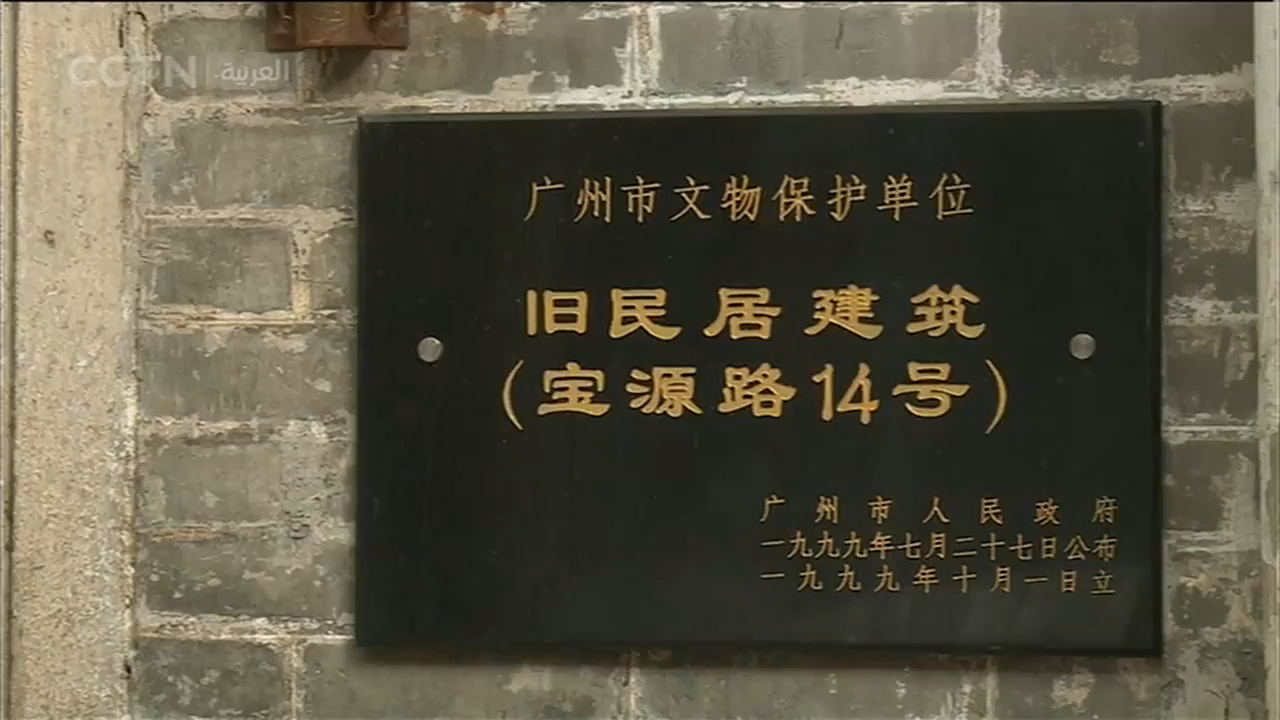 CGTN العربية
广州市文物保护单位
旧民居建筑
(宝源路14号)
广州市人民政府
一九九九年七月二十七日公布
一九九九年十月一日立